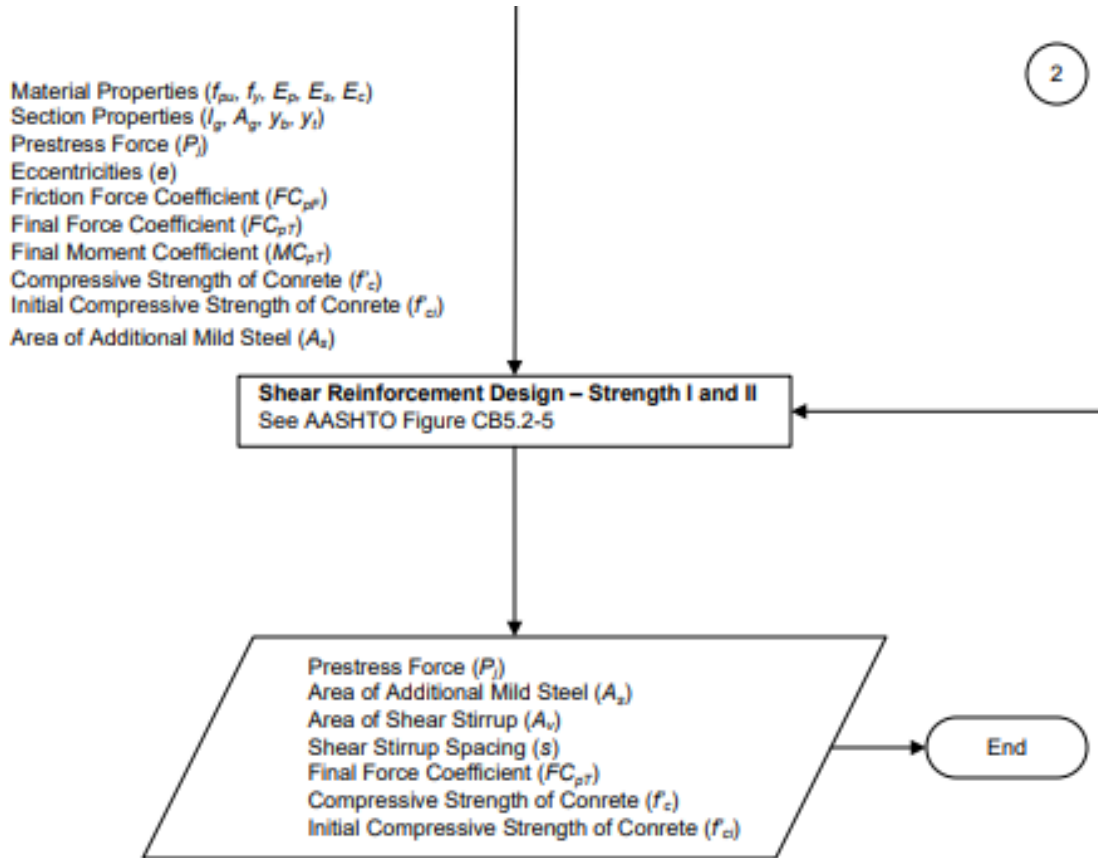 2
Material Properties (fpu, fy, Ep, Es, Ec)
Section Properties (Ig, Ag, yb, yt)
Prestress Force (Pj)
Eccentricities (e)
Friction Force Coefficient (FCpF)
Final Force Coefficient (FCpT)
Final Moment Coefficient (MCpT)
Compressive Strength of Conrete (f'c)
Initial Compressive Strength of Conrete (f'ci)
Area of Additional Mild Steel (As)
Shear Reinforcement Design – Strength I and II
See AASHTO Figure CB5.2-5
Prestress Force (Pj)
Area of Additional Mild Steel (As)
Area of Shear Stirrup (Av)
Shear Stirrup Spacing (s)
Final Force Coefficient (FCpT)
Compressive Strength of Conrete (f'c)
Initial Compressive Strength of Conrete (f'ci)
End